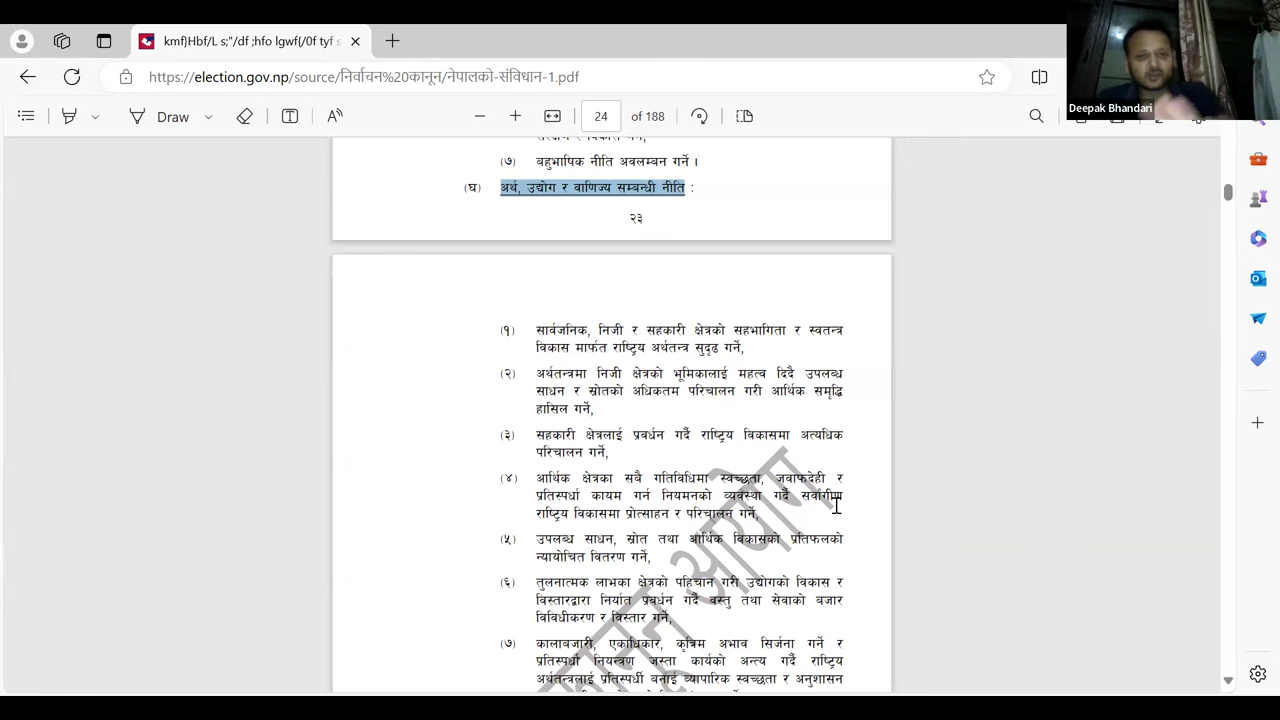 kmf}Hbf/L s;"/df ;hfo lgwf{/0f tyf s
https://election.gov.np/source/निर्वाचन%20कानून/नेपालको-संविधान-1.pdf
Deepak Bhandari
Draw
24 of 188
(७) बहुभाषिक नीति अवलम्बन गर्ने ।
(घ) अर्थ, उद्योग र वाणिज्य सम्बन्धी नीति :
२३
(१) सार्वजनिक, निजी र सहकारी क्षेत्रको सहभागिता र स्वतन्त्र
विकास मार्फत राष्ट्रिय अर्थतन्त्र सुदृढ गर्ने,
(२) अर्थतन्त्रमा निजी क्षेत्रको भूमिकालाई महत्व दिँदै उपलब्ध
साधन र स्रोतको अधिकतम परिचालन गरी आर्थिक समृद्धि
हासिल गर्ने,
(३) सहकारी क्षेत्रलाई प्रवर्धन गर्दै राष्ट्रिय विकासमा अत्यधिक
परिचालन गर्ने,
(४) आर्थिक क्षेत्रका सबै गतिविधिमा स्वच्छता, जवाफदेही र
प्रतिस्पर्धा कायम गर्न नियमनको व्यवस्था गर्दै सर्वांगीण
राष्ट्रिय विकासमा प्रोत्साहन र परिचालन गर्ने,
(५) उपलब्ध साधन, स्रोत तथा आर्थिक विकासको प्रतिफलको
न्यायोचित वितरण गर्ने,
(६) तुलनात्मक लाभका क्षेत्रको पहिचान गरी उद्योगको विकास र
विस्तारद्वारा निर्यात प्रवर्धन गर्दै वस्तु तथा सेवाको बजार
विविधीकरण र विस्तार गर्ने,
(७) कालाबजारी, एकाधिकार, कृत्रिम अभाव सिर्जना गर्ने र
प्रतिस्पर्धा नियन्त्रण जस्ता कार्यको अन्त्य गर्दै राष्ट्रिय
अर्थतन्त्रलाई प्रतिस्पर्धी बनाई व्यापारिक स्वच्छता र अनुशासन
कानून आयोग